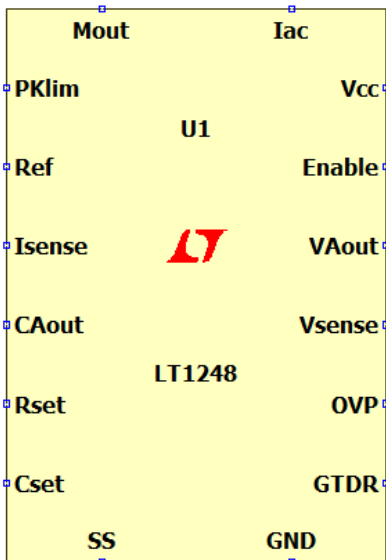 Mout Iac
PKlim Vcc
U1
Ref Enable
Isense VAout
CAout Vsense
LT1248
Rset OVP
Cset GTDR
SS GND